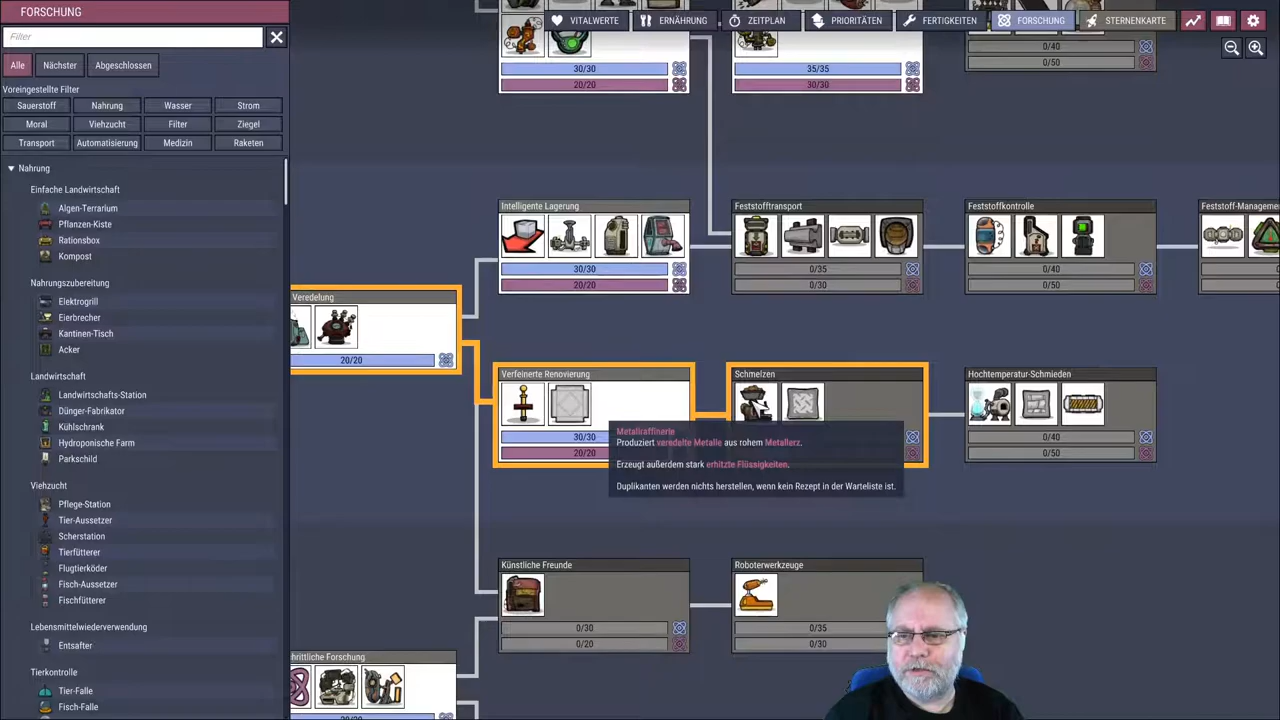 FORSCHUNG
VITALWERTE
ERNÄHRUNG
ZEITPLAN
PRIORITÄTEN
FERTIGKEITEN
FORSCHUNG
STERNENKARTE
Filter
Alle
Nächster
Abgeschlossen
Voreingestellte Filter
Sauerstoff
Nahrung
Wasser
Strom
Moral
Viehzucht
Filter
Ziegel
Transport
Automatisierung
Medizin
Raketen
Nahrung
Einfache Landwirtschaft
Algen-Terrarium
Pflanzen-Kiste
Rationsbox
Kompost
Nahrungszubereitung
Elektrogrill
Eierbrecher
Kantinen-Tisch
Acker
Landwirtschaft
Landwirtschafts-Station
Dünger-Fabrikator
Kühlschrank
Hydroponische Farm
Parkschild
Viehzucht
Pflege-Station
Tier-Aussetzer
Scherstation
Tierfütterer
Flugtierköder
Fisch-Aussetzer
Fischfütterer
Lebensmittelwiederverwendung
Entsafter
Tierkontrolle
Tier-Falle
Fisch-Falle
30/30
20/20
35/35
30/30
0/40
0/50
Intelligente Lagerung
30/30
20/20
Feststofftransport
0/35
0/30
Feststoffkontrolle
0/40
0/50
Feststoff-Manageme
Veredelung
20/20
Verfeinerte Renovierung
30/30
20/20
Schmelzen
Hochtemperatur-Schmieden
0/40
0/50
Metallraffinerie
Produziert veredelte Metalle aus rohem Metallerz.
Erzeugt außerdem stark erhitzte Flüssigkeiten.
Duplikanten werden nichts herstellen, wenn kein Rezept in der Warteliste ist.
Künstliche Freunde
0/30
0/20
Roboterwerkzeuge
0/35
0/30
chrittliche Forschung
20/20